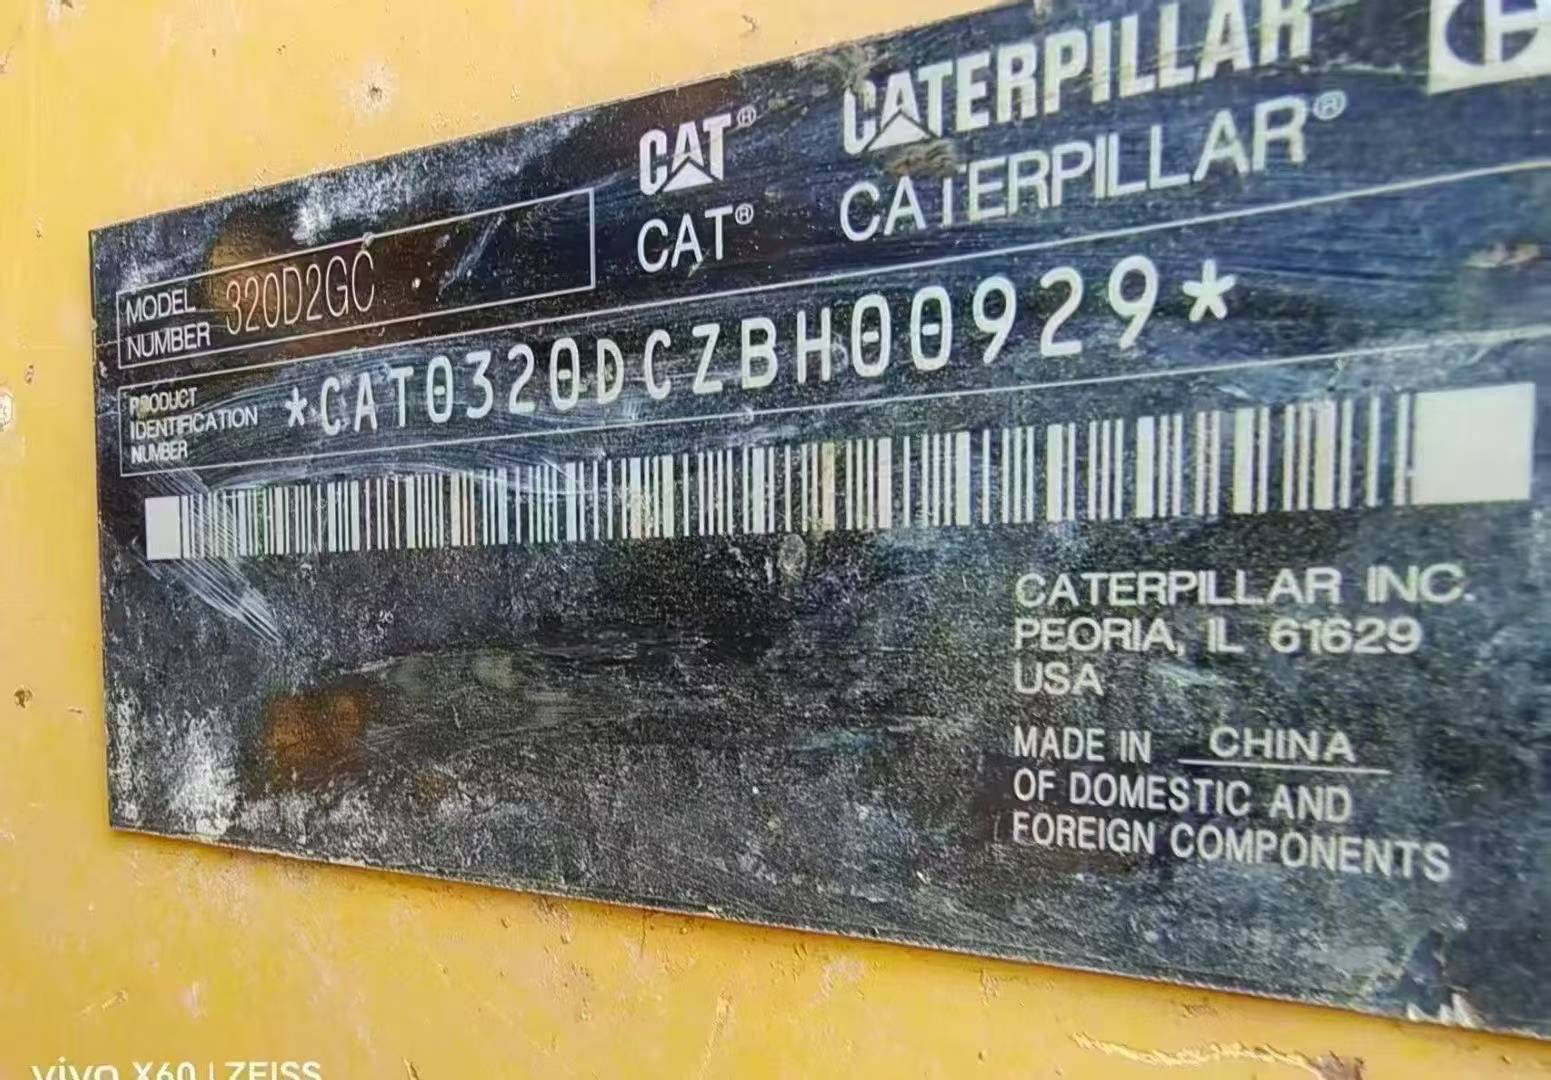 CAT® CATERPILLAR
CAT® CATERPILLAR®
MODEL
NUMBER 320D2GC
PRODUCT
IDENTIFICATION
NUMBER
*CAT0320DCZBH00929*
CATERPILLAR INC.
PEORIA, IL 61629
USA
MADE IN CHINA
OF DOMESTIC AND
FOREIGN COMPONENTS
vivo X60 | ZEISS